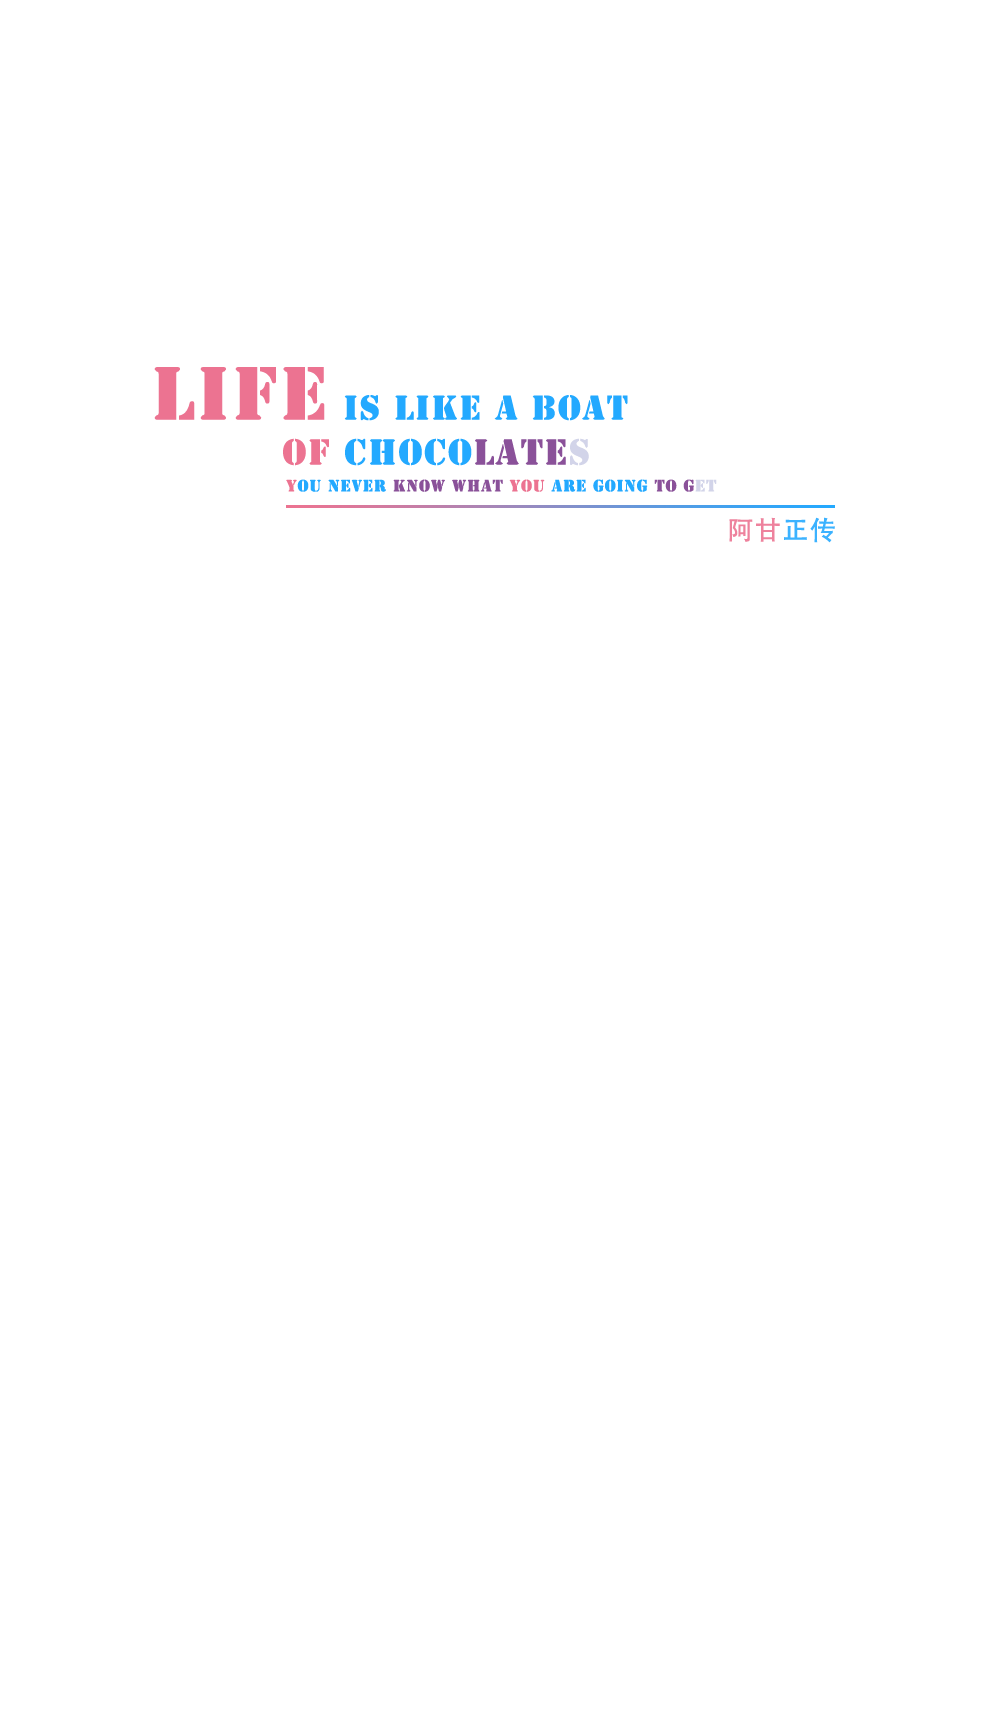 LIFE IS LIKE A BOAT
OF CHOCOLATES
YOU NEVER KNOW WHAT YOU ARE GOING TO GET
阿甘正传